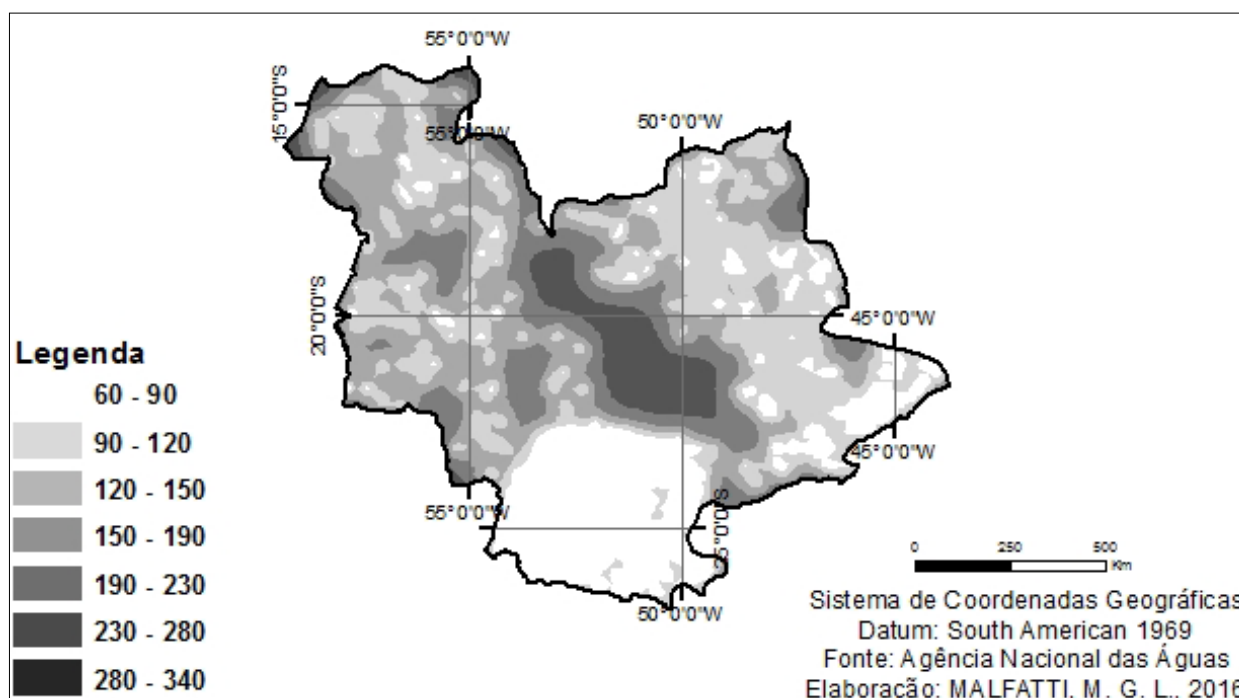 55°0'0"W
15°0'0"S
55°0'0"W
50°0'0"W
20°0'0"S
45°0'0"W
45°0'0"W
55°0'0"W
5°0'0"S
50°0'0"W
Legenda
60 - 90
90 - 120
120 - 150
150 - 190
190 - 230
230 - 280
280 - 340
0 250 500
Km
Sistema de Coordenadas Geográficas
Datum: South American 1969
Fonte: Agência Nacional das Águas
Elaboração: MALFATTI, M. G. L., 2016